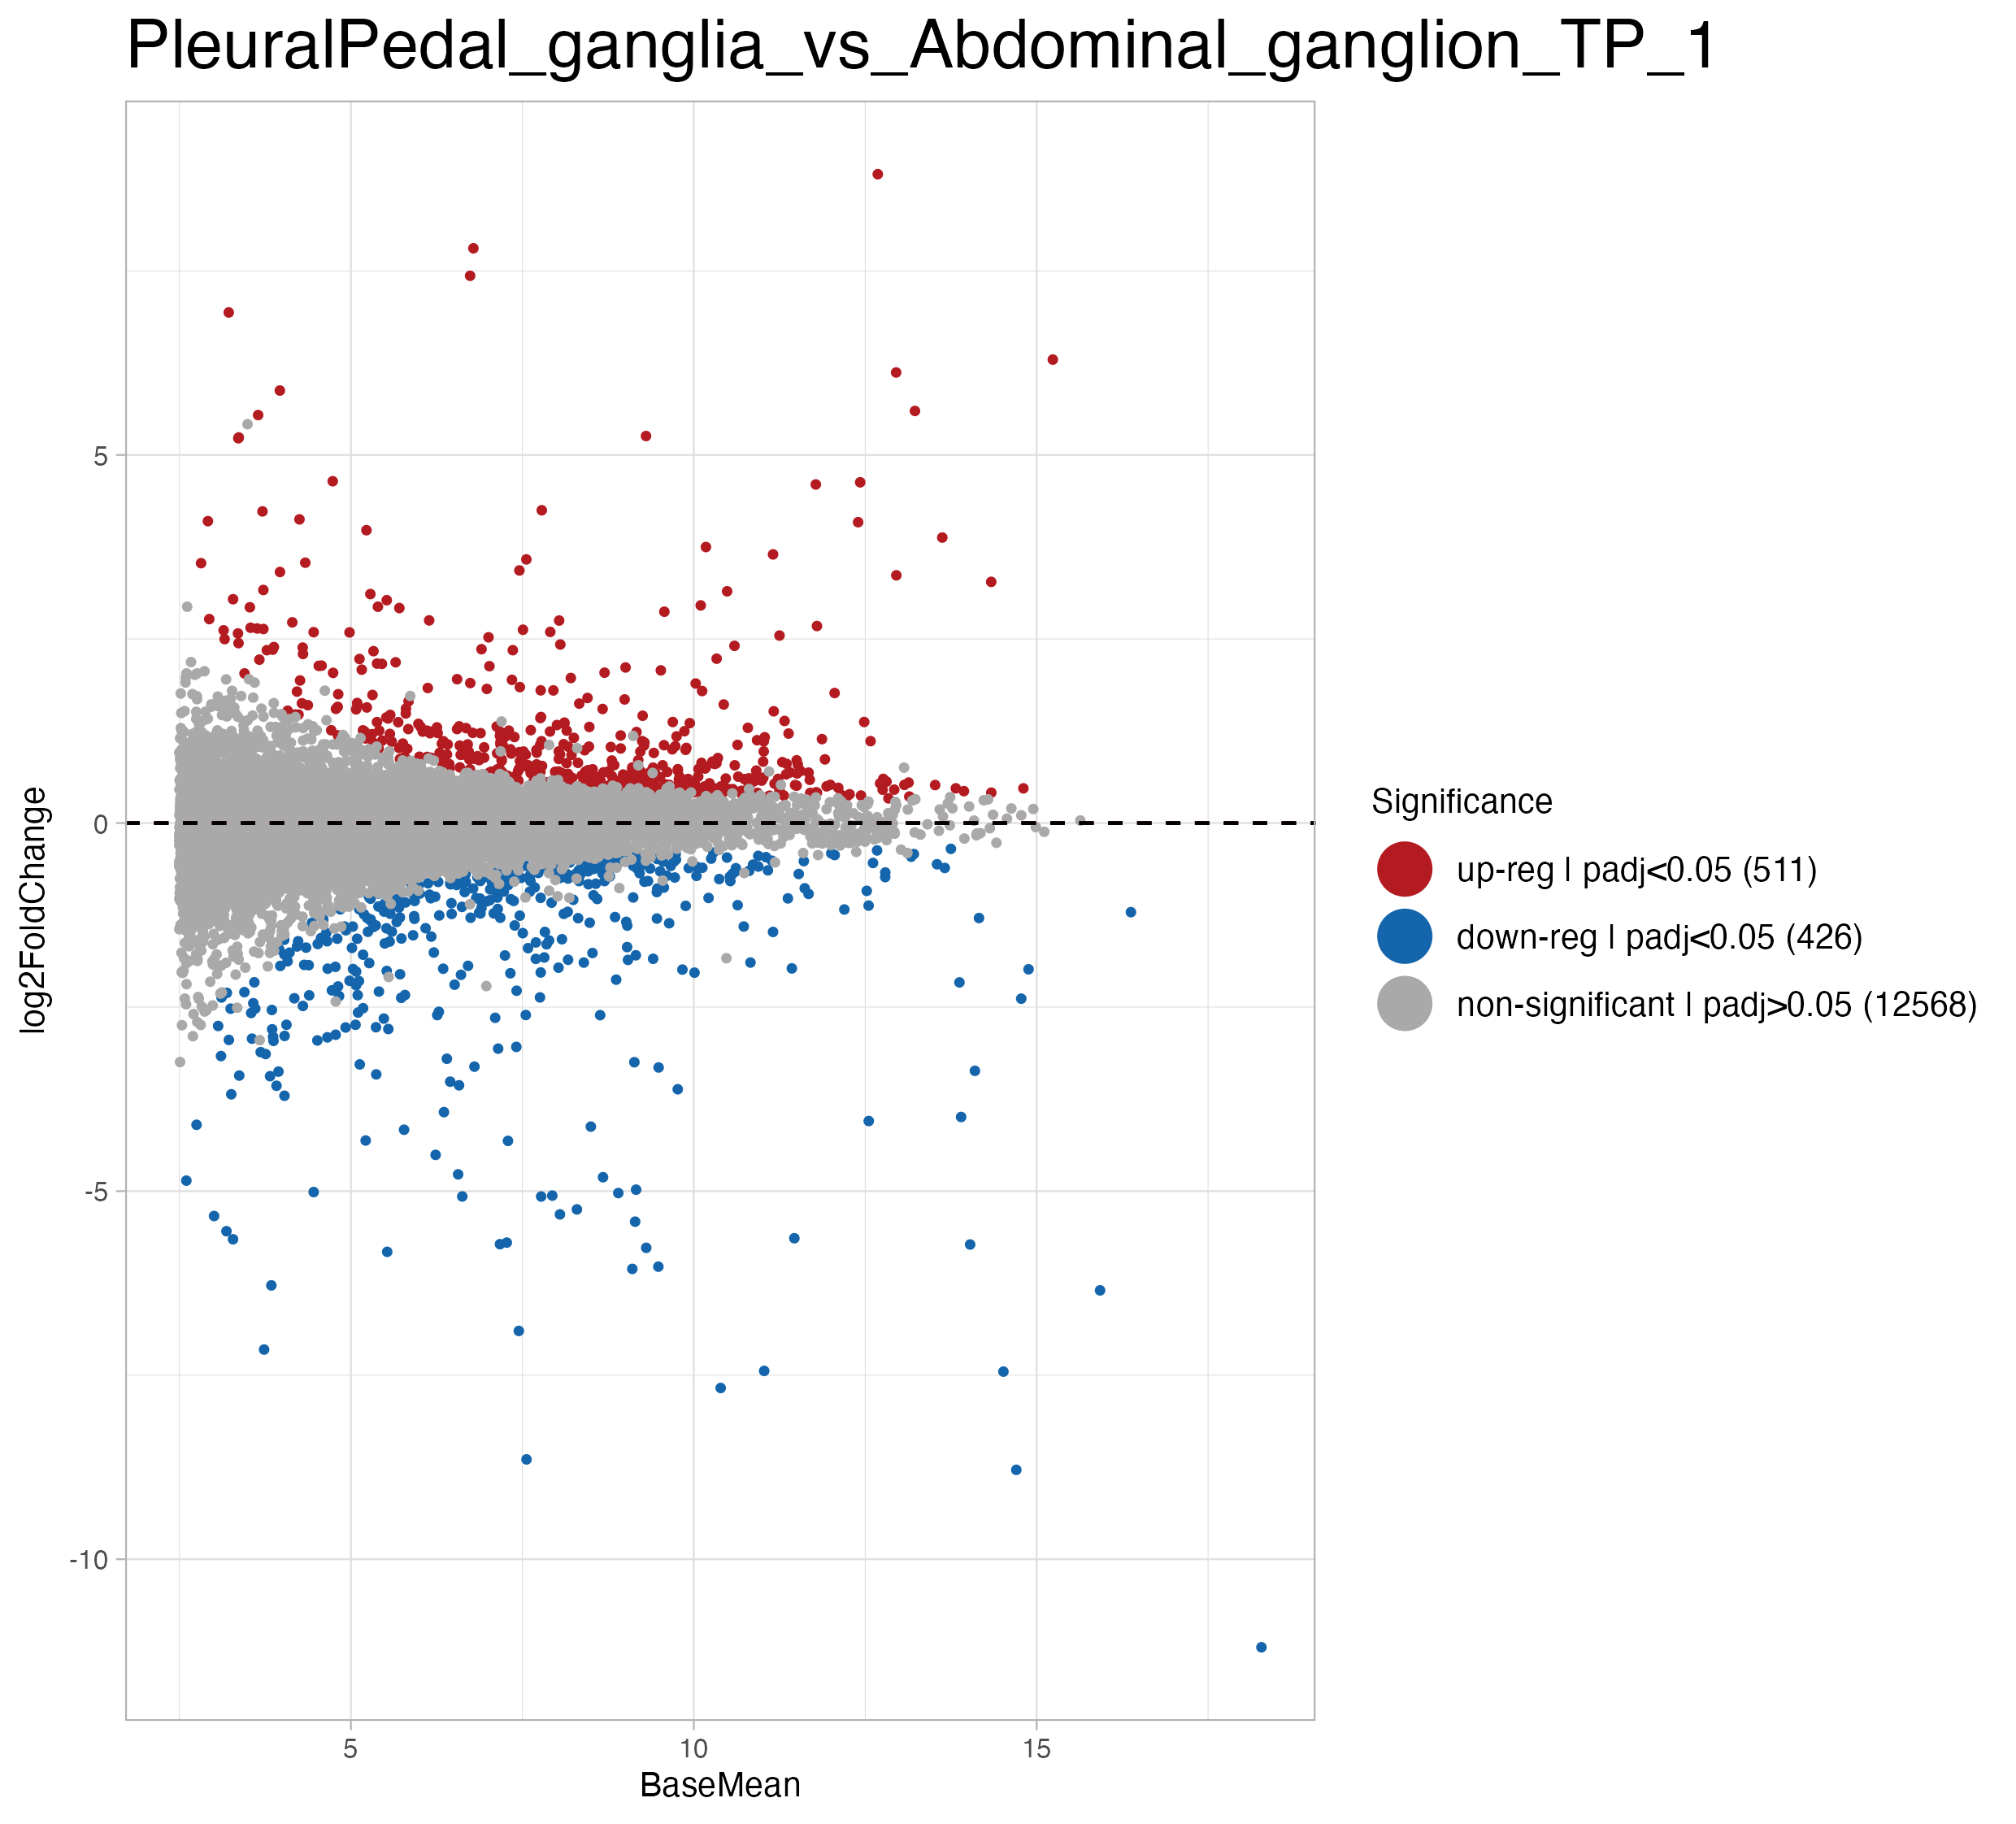 PleuralPedal_ganglia_vs_Abdominal_ganglion_TP_1
log2FoldChange
5
0
-5
-10
5
10
15
BaseMean
Significance
up-reg | padj<0.05 (511)
down-reg | padj<0.05 (426)
non-significant | padj>0.05 (12568)